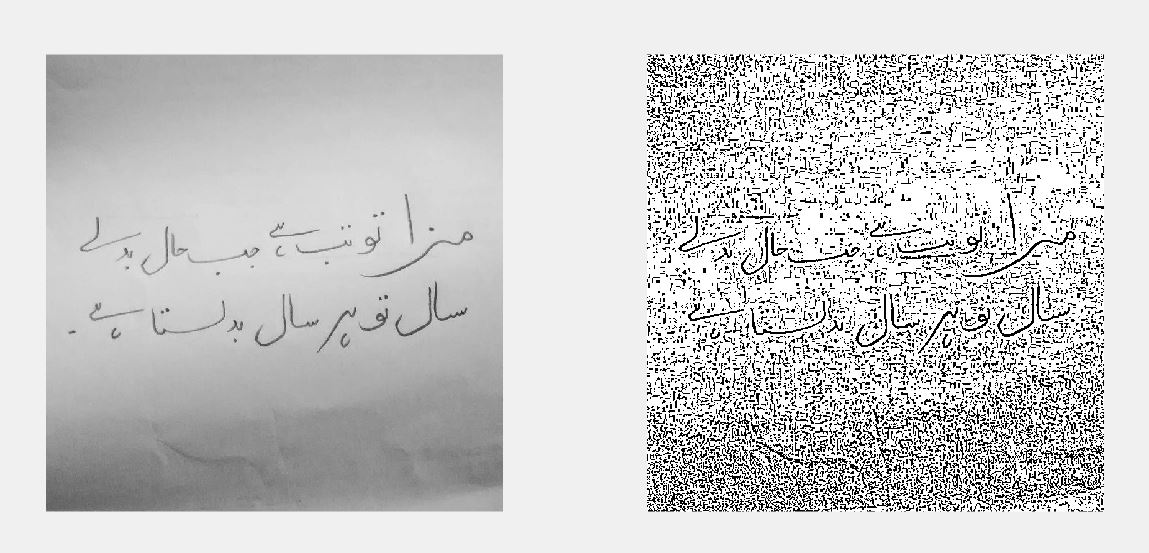 مزا تو تب ہے جب حال بدلے
سال تو ہر سال بدلتا ہے۔
مزا تو تب ہے جب حال بدلے
سال تو ہر سال بدلتا ہے